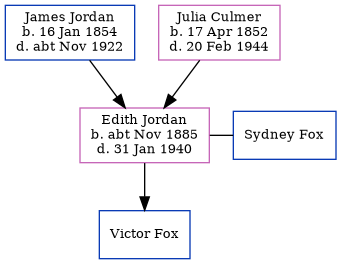 James Jordan
b. 16 Jan 1854
d. abt Nov 1922
Julia Culmer
b. 17 Apr 1852
d. 20 Feb 1944
Edith Jordan
b. abt Nov 1885
d. 31 Jan 1940
Sydney Fox
Victor Fox